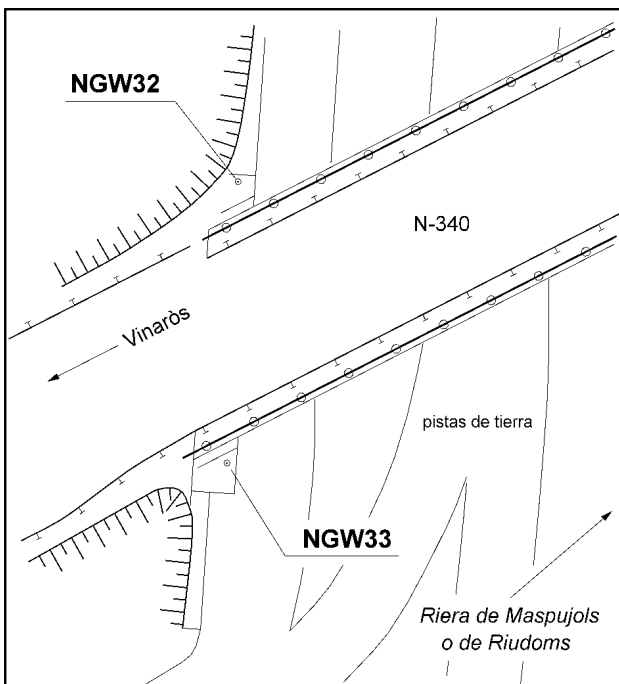 NGW32
N-340
Vinaròs
pistas de tierra
NGW33
Riera de Maspujols
o de Riudoms